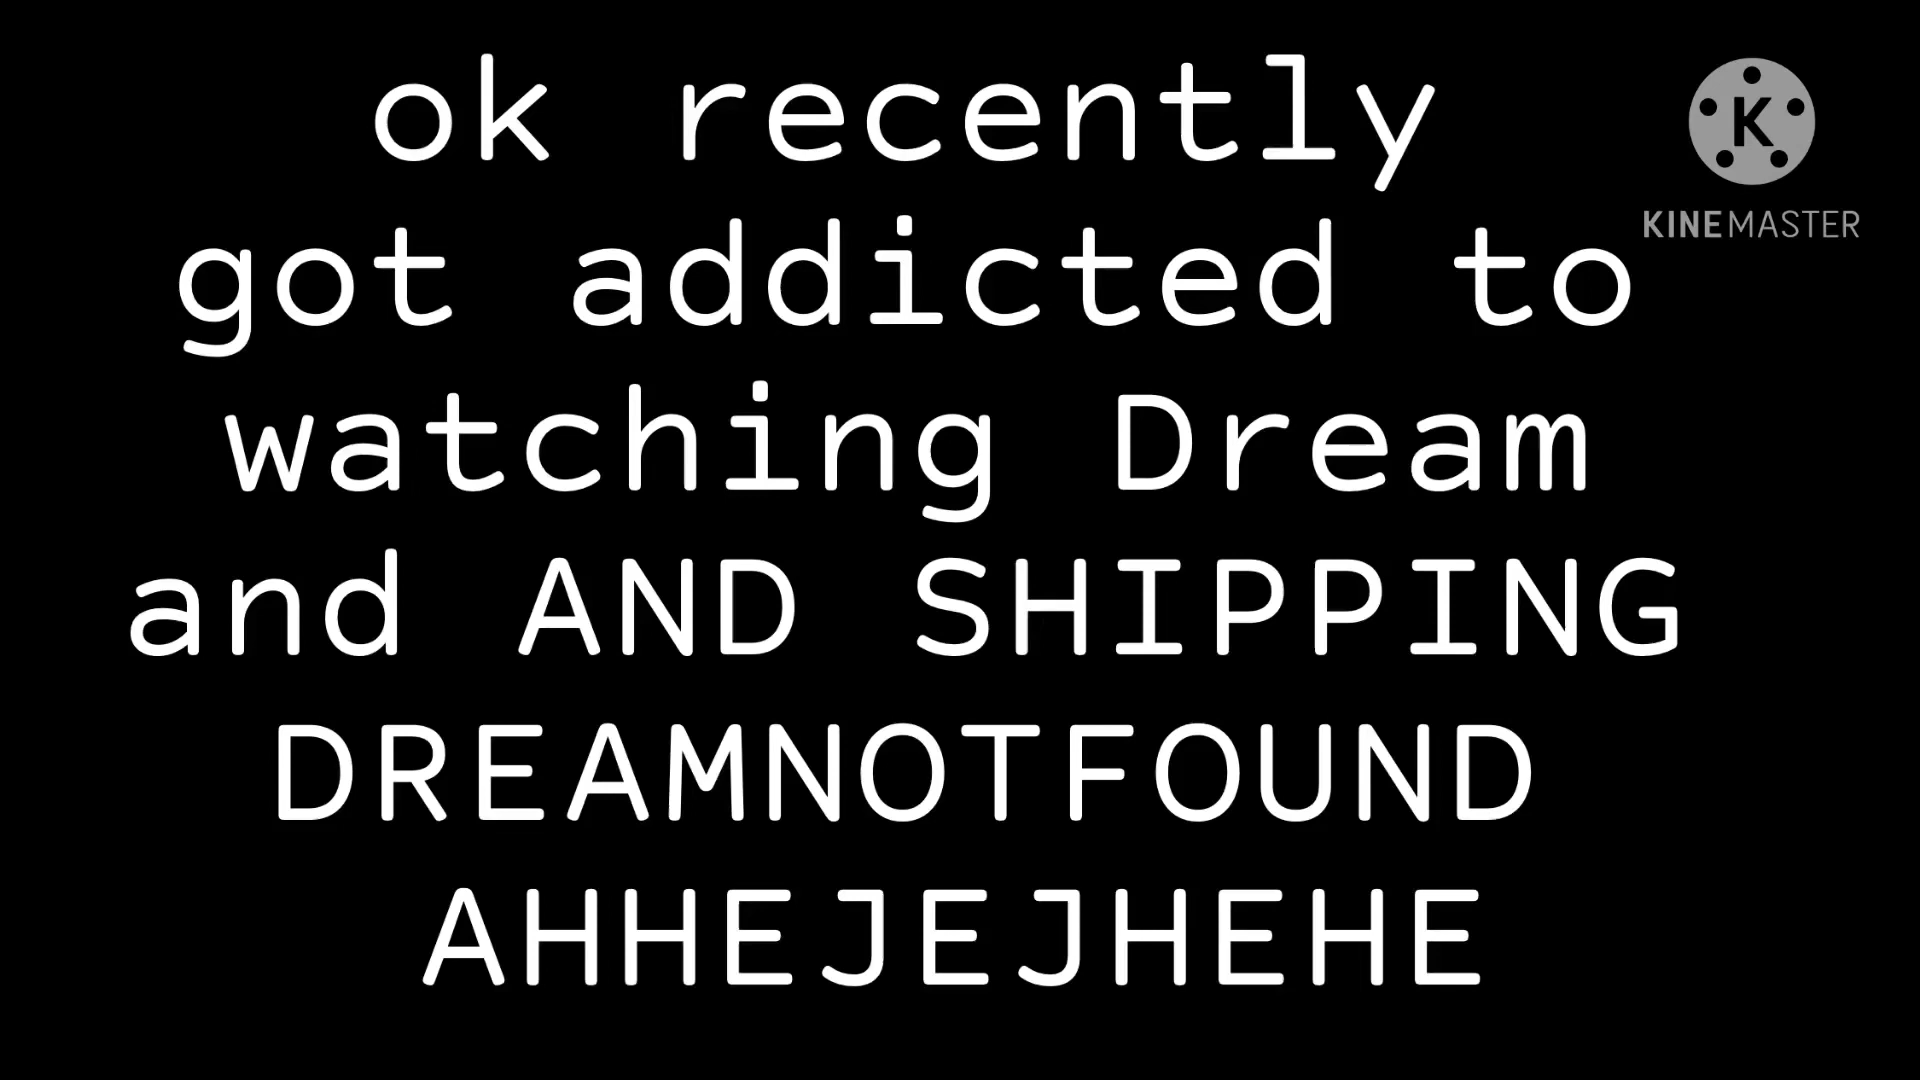 ok recently
got addicted to
watching Dream
and AND SHIPPING
DREAMNOTFOUND
AHHEJEJHEHE
K
KINEMASTER